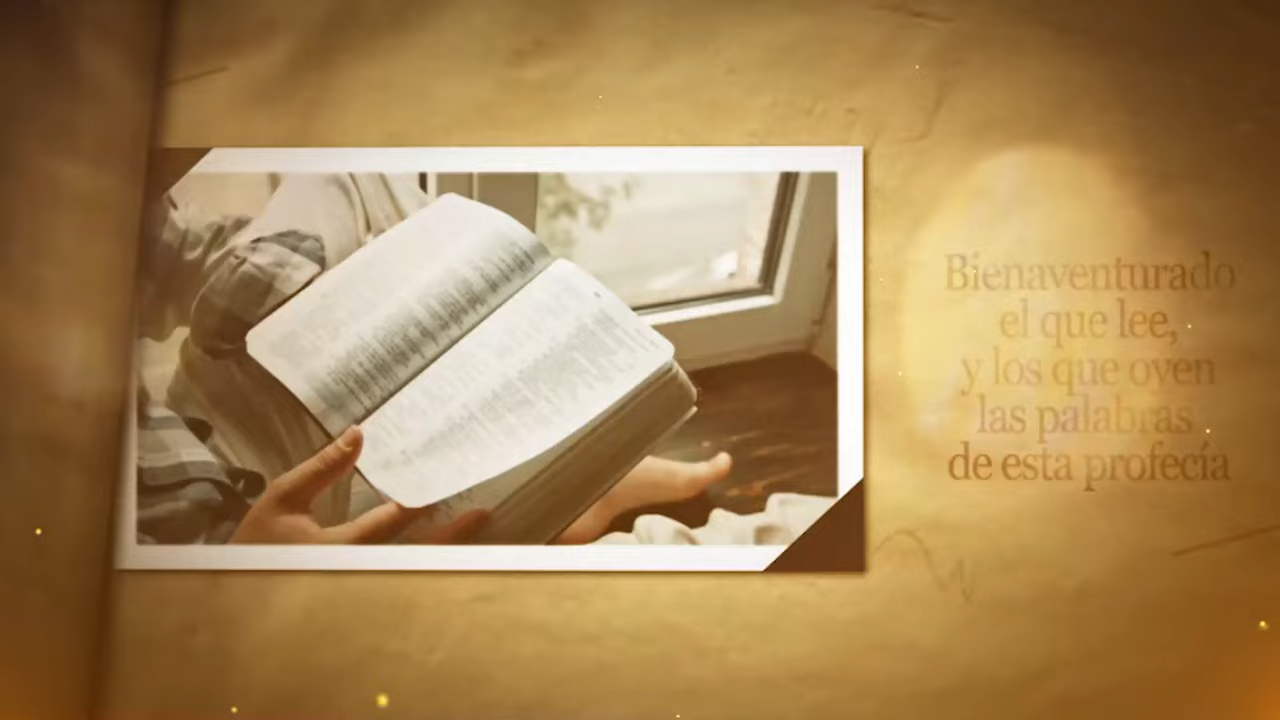 Bienaventurado
el que lee,
y los que oyen
las palabras
de esta profecía